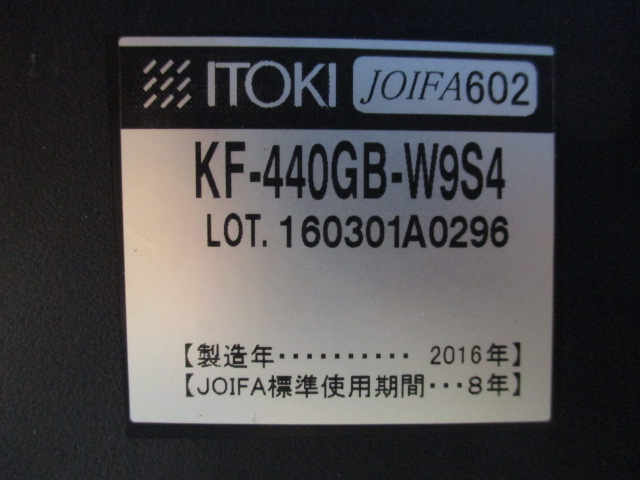 ITOKI JOIFA602
KF-440GB-W9S4
LOT. 160301A0296
【製造年・・・・・・・・・・ 2016年】
【JOIFA標準使用期間・・・8年】